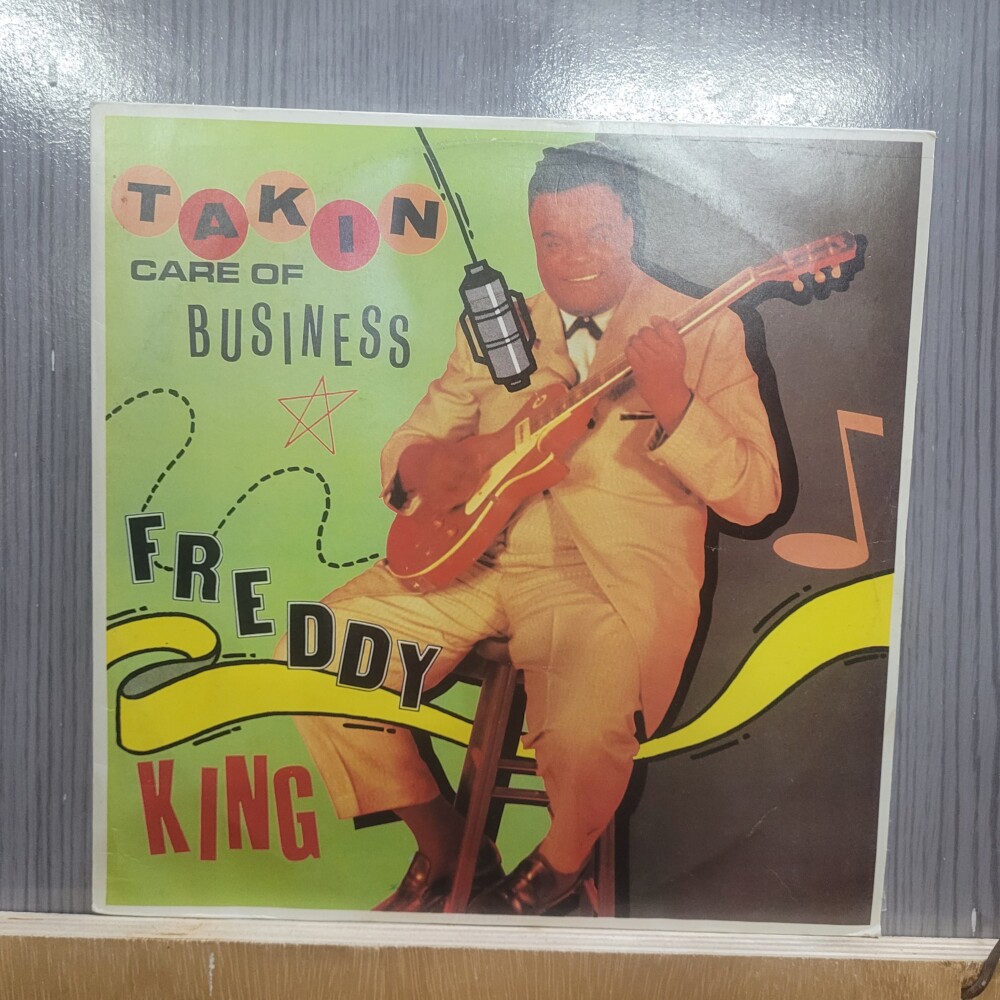 TAKIN
CARE OF
BUSINESS
FREDDY
KING